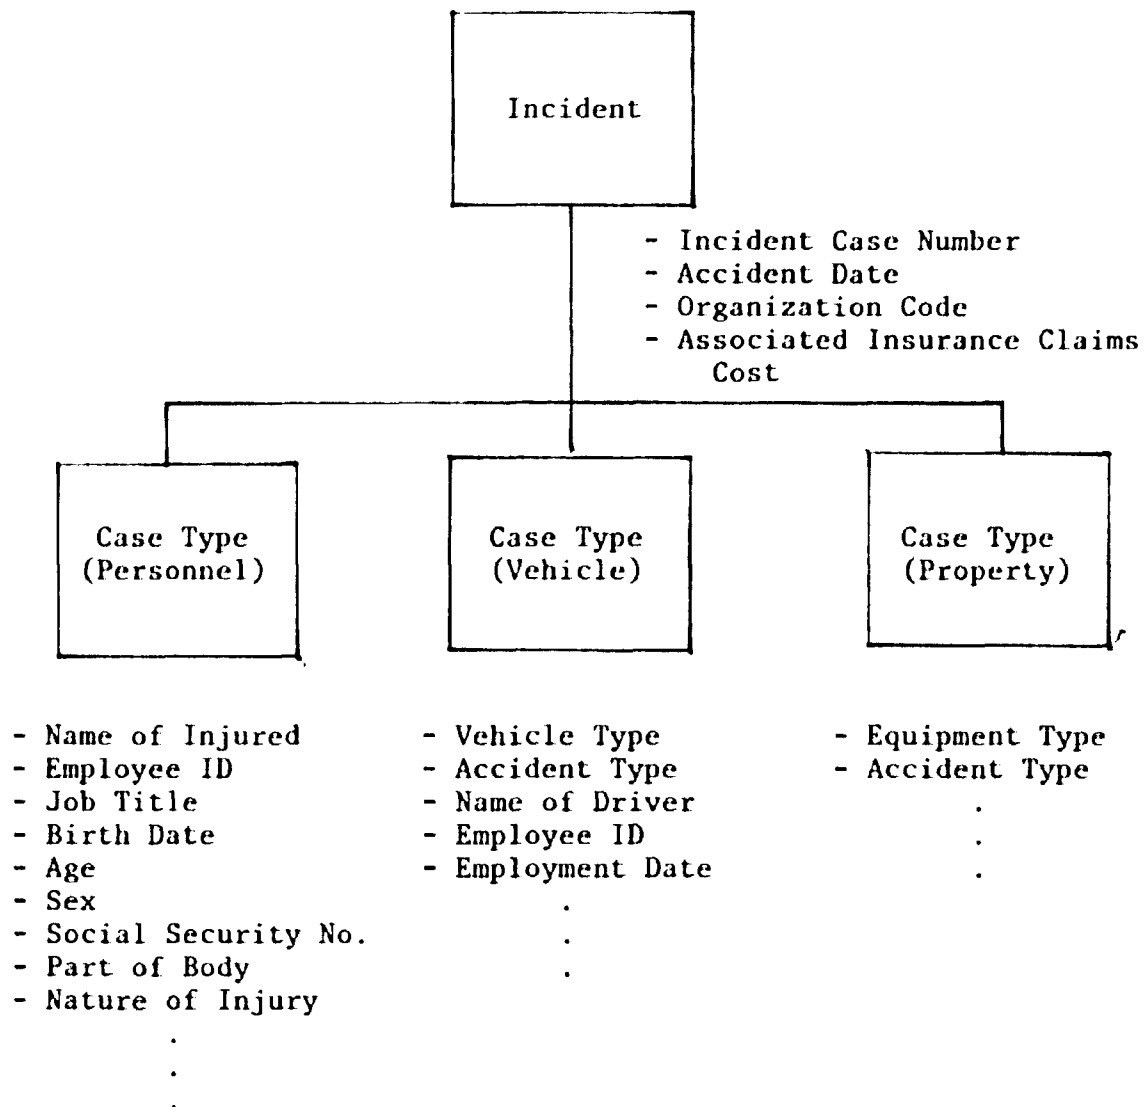 Incident
- Incident Case Number
- Accident Date
- Organization Code
- Associated Insurance Claims
Cost
Case Type
(Personnel)
Case Type
(Vehicle)
Case Type
(Property)
- Name of Injured
- Employee ID
- Job Title
- Birth Date
- Age
- Sex
- Social Security No.
- Part of Body
- Nature of Injury
.
.
.
- Vehicle Type
- Accident Type
- Name of Driver
- Employee ID
- Employment Date
.
.
.
- Equipment Type
- Accident Type
.
.
.